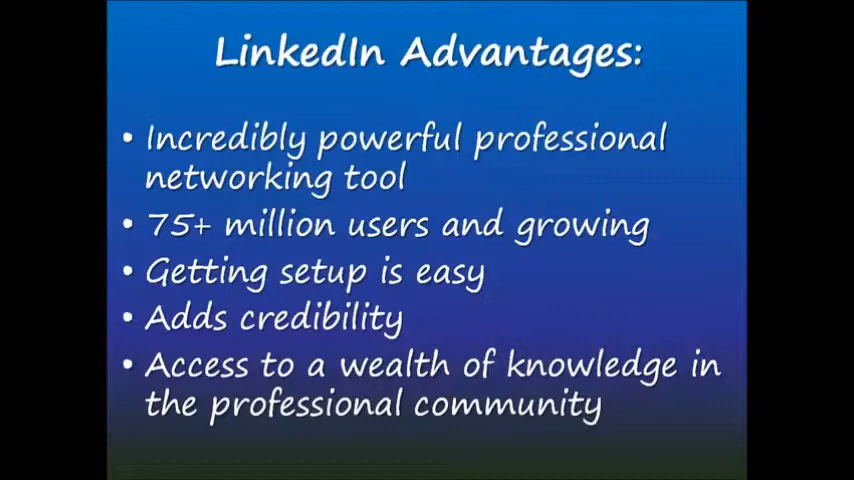 LinkedIn Advantages:
• Incredibly powerful professional
networking tool
• 75+ million users and growing
• Getting setup is easy
• Adds credibility
• Access to a wealth of knowledge in
the professional community